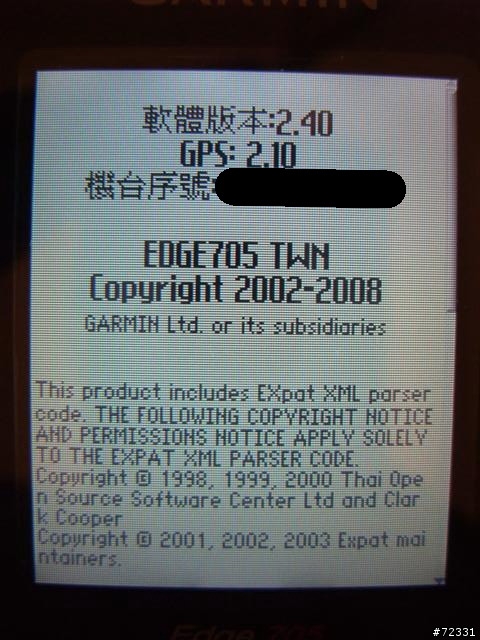 GARMIN
軟體版本:2.40
GPS: 2.10
機台序號:
EDGE705 TWN
Copyright 2002-2008
GARMIN Ltd. or its subsidiaries
This product includes EXpat XML parser
code. THE FOLLOWING COPYRIGHT NOTICE
AND PERMISSIONS NOTICE APPLY SOLELY
TO THE EXPAT XML PARSER CODE.
Copyright © 1998, 1999, 2000 Thai Ope
n Source Software Center Ltd and Clar
k Cooper
Copyright © 2001, 2002, 2003 Expat mai
ntainers.
Edge 705
#72331